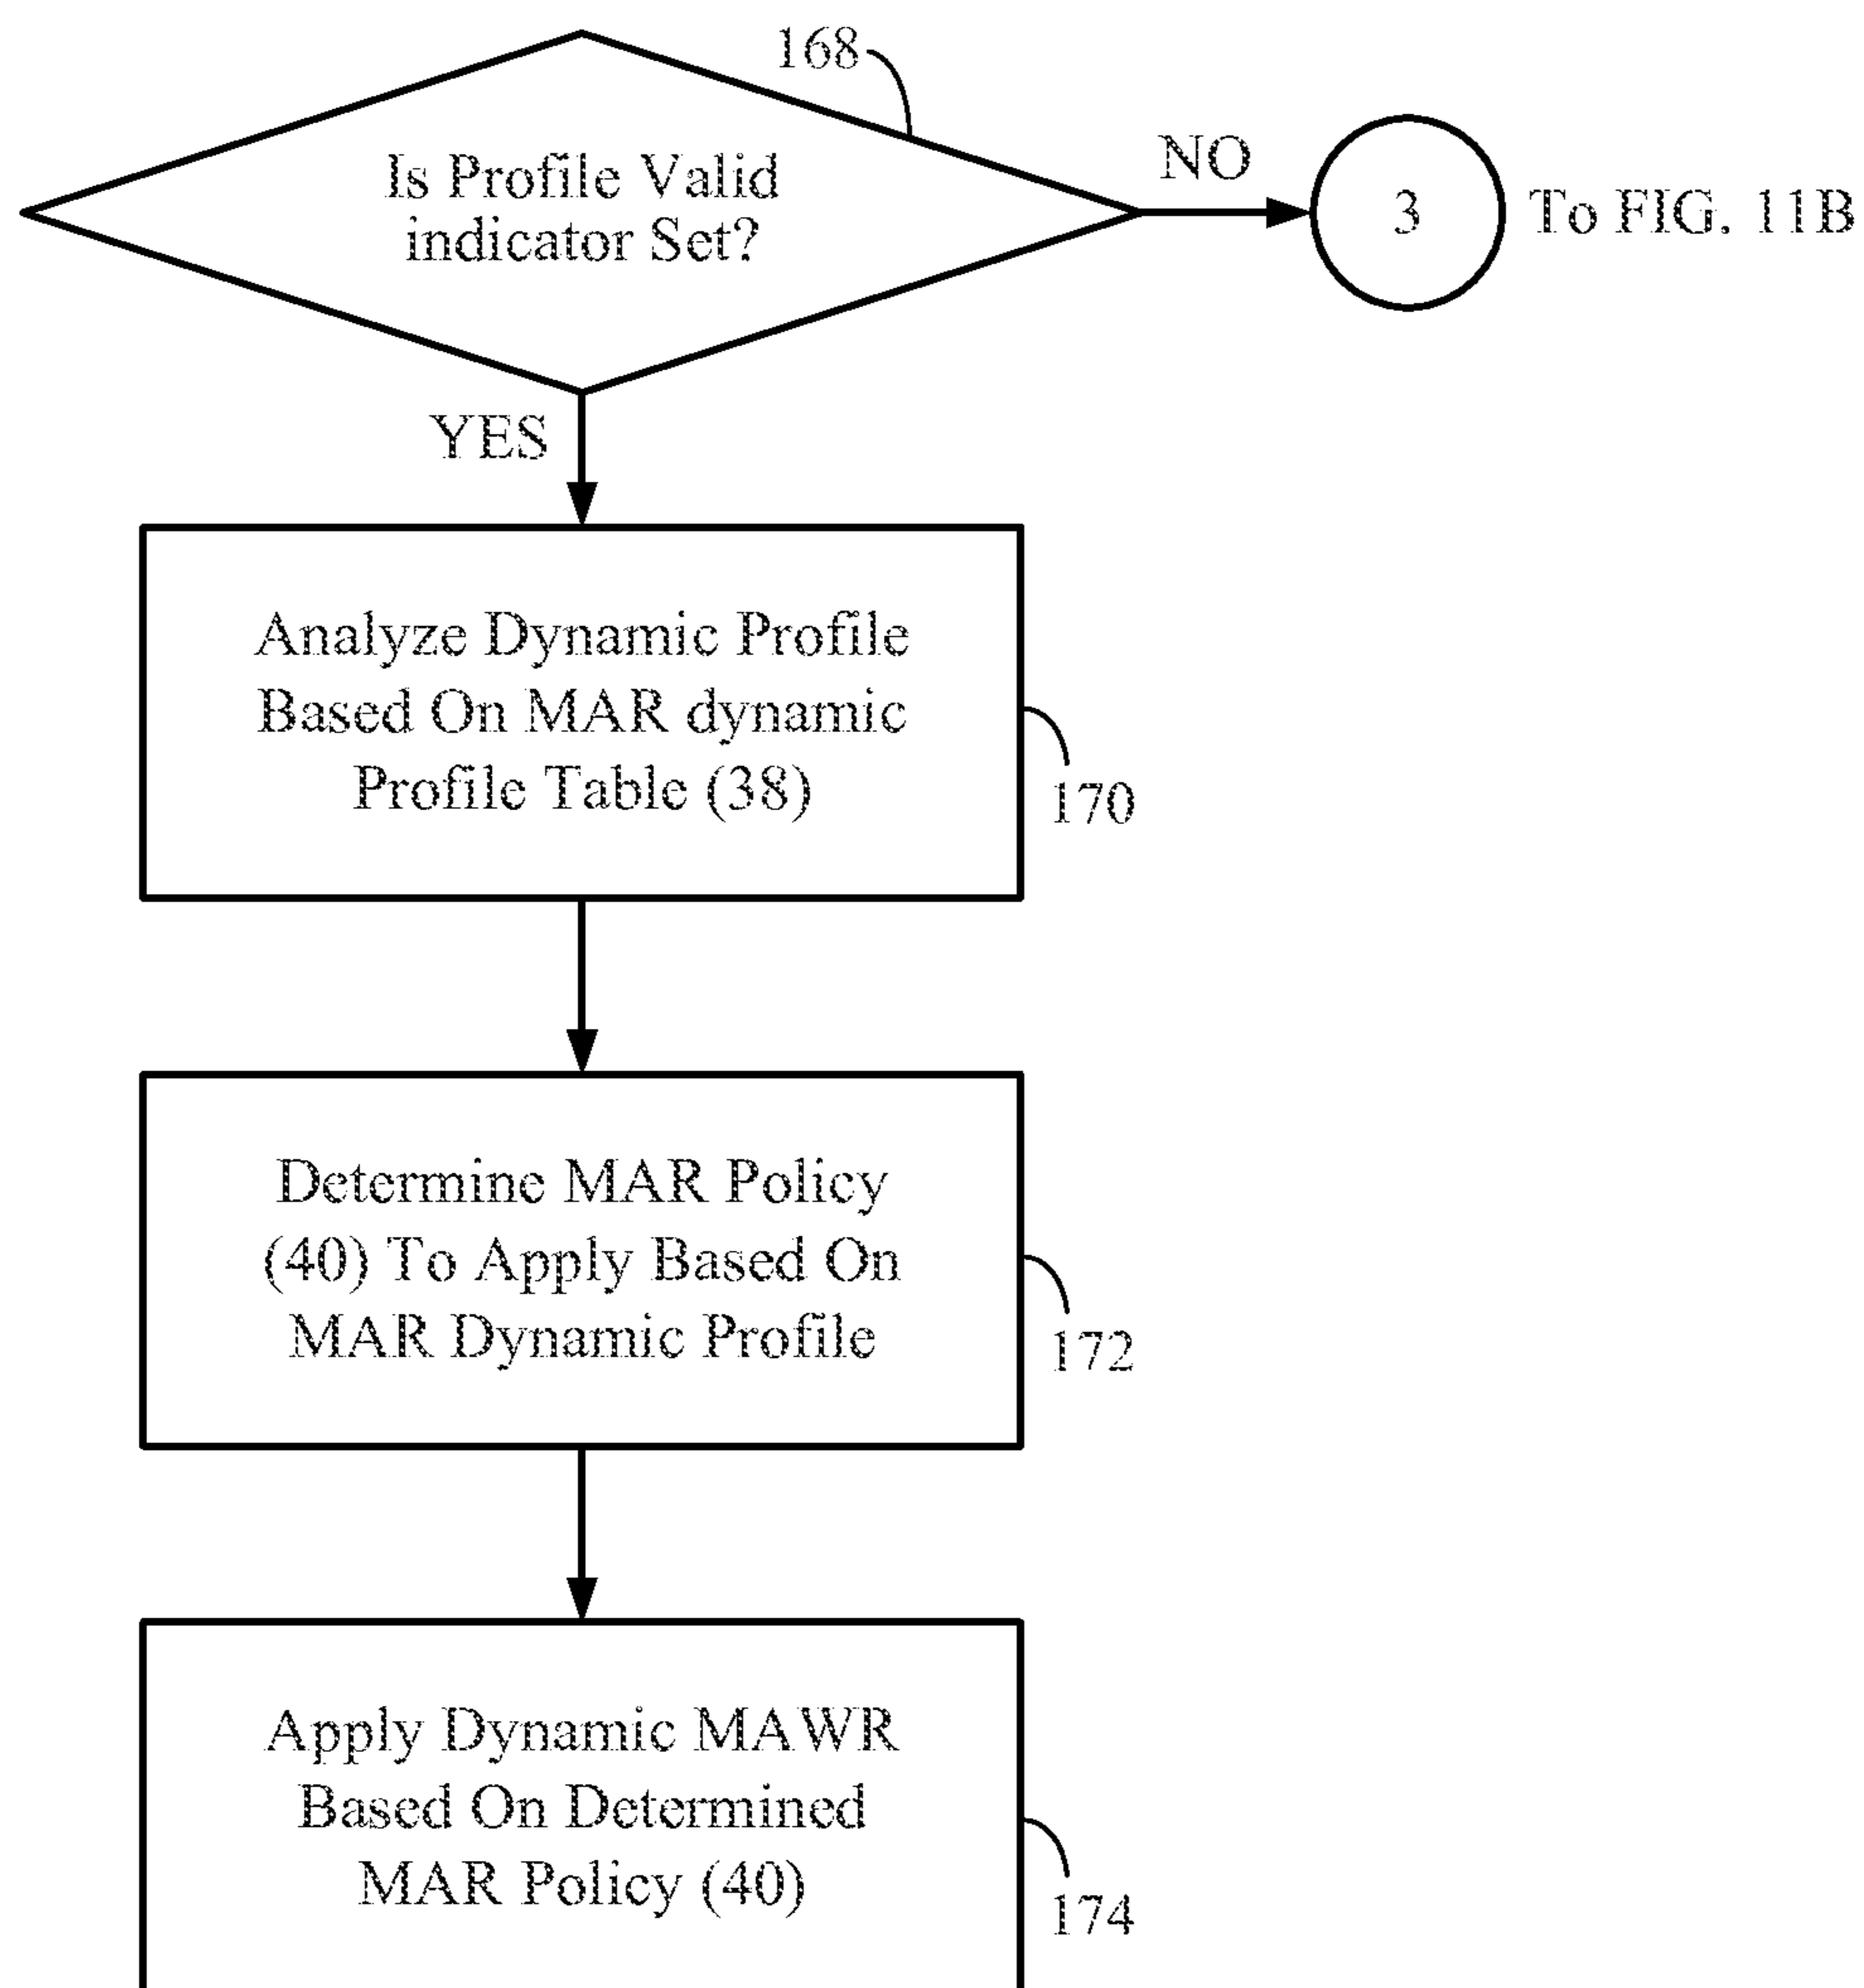 168
Is Profile Valid
indicator Set?
NO
3
To FIG. 11B
YES
Analyze Dynamic Profile
Based On MAR dynamic
Profile Table (38)
170
Determine MAR Policy
(40) To Apply Based On
MAR Dynamic Profile
172
Apply Dynamic MAWR
Based On Determined
MAR Policy (40)
174